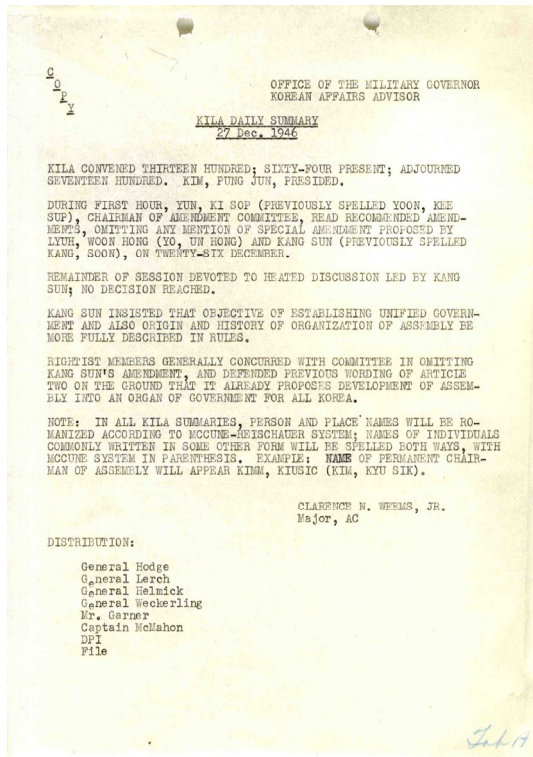 C
O
P
Y
OFFICE OF THE MILITARY GOVERNOR
KOREAN AFFAIRS ADVISOR
KILA DAILY SUMMARY
27 Dec. 1946
KILA CONVENED THIRTEEN HUNDRED; SIXTY-FOUR PRESENT; ADJOURNED
SEVENTEEN HUNDRED. KIM, PUNG JUN, PRESIDED.
DURING FIRST HOUR, YUN, KI SOP (PREVIOUSLY SPELLED YOON, KEE
SUP), CHAIRMAN OF AMENDMENT COMMITTEE, READ RECOMMENDED AMEND-
MENTS, OMITTING ANY MENTION OF SPECIAL AMENDMENT PROPOSED BY
LYUH, WOON HONG (YO, UN HONG) AND KANG SUN (PREVIOUSLY SPELLED
KANG, SOON), ON TWENTY-SIX DECEMBER.
REMAINDER OF SESSION DEVOTED TO HEATED DISCUSSION LED BY KANG
SUN; NO DECISION REACHED.
KANG SUN INSISTED THAT OBJECTIVE OF ESTABLISHING UNIFIED GOVERN-
MENT AND ALSO ORIGIN AND HISTORY OF ORGANIZATION OF ASSEMBLY BE
MORE FULLY DESCRIBED IN RULES.
RIGHTIST MEMBERS GENERALLY CONCURRED WITH COMMITTEE IN OMITTING
KANG SUN'S AMENDMENT, AND DEFENDED PREVIOUS WORDING OF ARTICLE
TWO ON THE GROUND THAT IT ALREADY PROPOSES DEVELOPMENT OF ASSEM-
BLY INTO AN ORGAN OF GOVERNMENT FOR ALL KOREA.
NOTE: IN ALL KILA SUMMARIES, PERSON AND PLACE NAMES WILL BE RO-
MANIZED ACCORDING TO MCCUNE-REISCHAUER SYSTEM; NAMES OF INDIVIDUALS
COMMONLY WRITTEN IN SOME OTHER FORM WILL BE SPELLED BOTH WAYS, WITH
MCCUNE SYSTEM IN PARENTHESIS. EXAMPLE: NAME OF PERMANENT CHAIR-
MAN OF ASSEMBLY WILL APPEAR KIMM, KIUSIC (KIM, KYU SIK).
CLARENCE N. WEEMS, JR.
Major, AC
DISTRIBUTION:
General Hodge
General Lerch
General Helmick
General Weckerling
Mr. Garner
Captain McMahon
DPI
File
Tab A